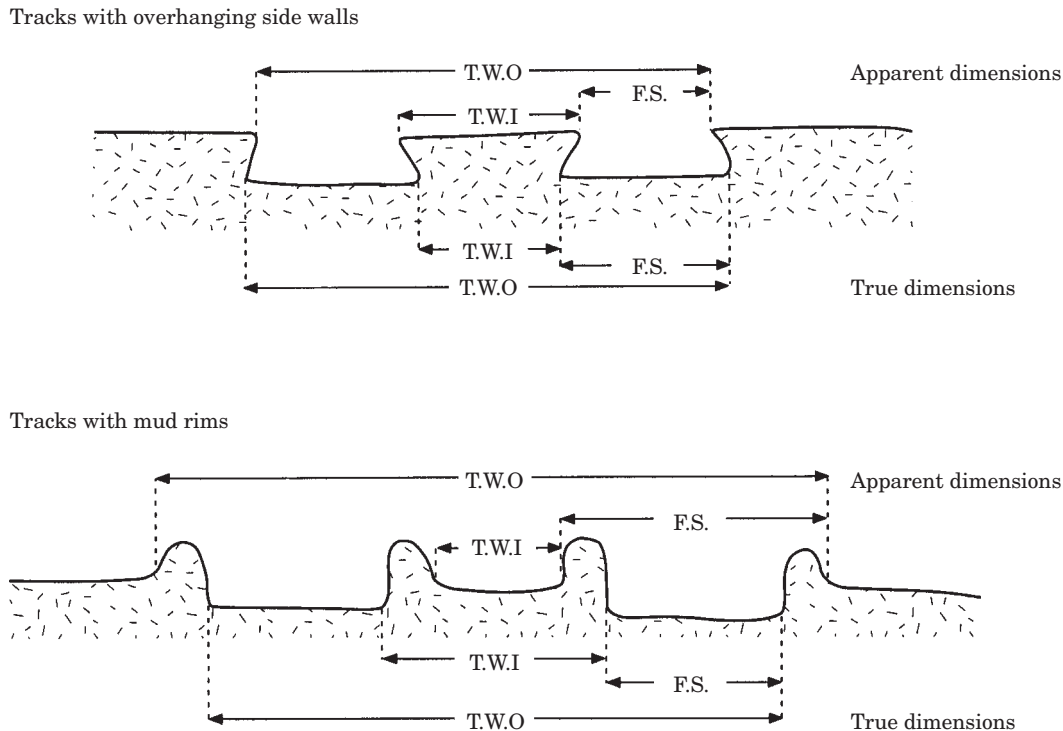 Tracks with overhanging side walls
T.W.O Apparent dimensions
F.S.
T.W.I
T.W.I
F.S.
T.W.O True dimensions
Tracks with mud rims
T.W.O Apparent dimensions
F.S.
T.W.I
T.W.I
F.S.
T.W.O True dimensions